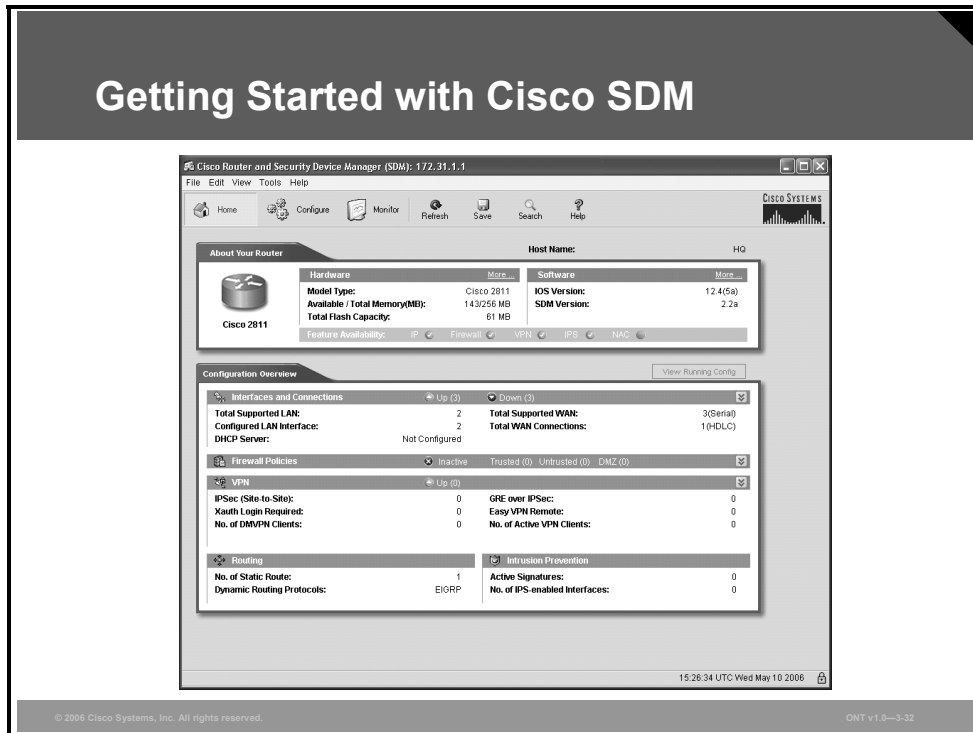 Getting Started with Cisco SDM
Cisco Router and Security Device Manager (SDM): 172.31.1.1
File Edit View Tools Help
Home Configure Monitor Refresh Save Search Help
CISCO SYSTEMS
About Your Router
Host Name: HQ
Cisco 2811
Hardware More ...
Model Type: Cisco 2811
Available / Total Memory(MB): 143/256 MB
Total Flash Capacity: 61 MB
Software More ...
IOS Version: 12.4(5a)
SDM Version: 2.2a
Feature Availability: IP Firewall VPN IPS NAC
Configuration Overview
View Running Config
Interfaces and Connections Up (3) Down (3)
Total Supported LAN: 2 Total Supported WAN: 3(Serial)
Configured LAN Interface: 2 Total WAN Connections: 1(HDLC)
DHCP Server: Not Configured
Firewall Policies Inactive Trusted (0) Untrusted (0) DMZ (0)
VPN Up (0)
IPSec (Site-to-Site): 0 GRE over IPSec: 0
Xauth Login Required: 0 Easy VPN Remote: 0
No. of DMVPN Clients: 0 No. of Active VPN Clients: 0
Routing
No. of Static Route: 1
Dynamic Routing Protocols: EIGRP
Intrusion Prevention
Active Signatures: 0
No. of IPS-enabled Interfaces: 0
15:26:34 UTC Wed May 10 2006
© 2006 Cisco Systems, Inc. All rights reserved.
ONT v1.0—3-32